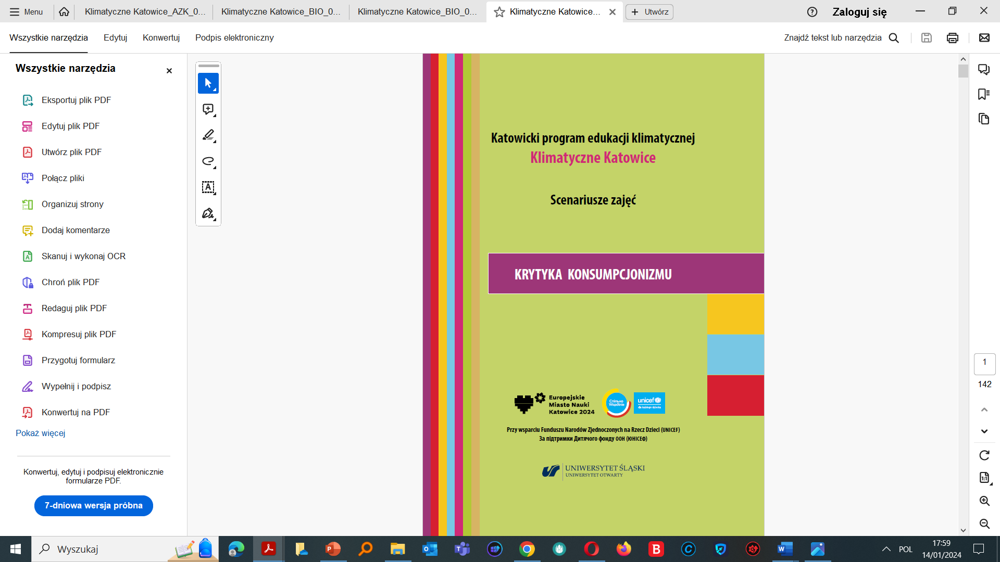 Menu
Klimatyczne Katowice_AZK_0...
Klimatyczne Katowice_BIO_0...
Klimatyczne Katowice_BIO_0...
Klimatyczne Katowice...
Utwórz
Zaloguj się
Wszystkie narzędzia
Edytuj
Konwertuj
Podpis elektroniczny
Znajdź tekst lub narzędzia
Wszystkie narzędzia
Eksportuj plik PDF
Edytuj plik PDF
Utwórz plik PDF
Połącz pliki
Organizuj strony
Dodaj komentarze
Skanuj i wykonaj OCR
Chroń plik PDF
Redaguj plik PDF
Kompresuj plik PDF
Przygotuj formularz
Wypełnij i podpisz
Konwertuj na PDF
Pokaż więcej
Konwertuj, edytuj i podpisuj elektronicznie
formularze PDF.
7-dniowa wersja próbna
Katowicki program edukacji klimatycznej
Klimatyczne Katowice
Scenariusze zajęć
KRYTYKA KONSUMPCJONIZMU
Europejskie
Miasto Nauki
Katowice 2024
Спільно
Wspólnie
unicef
dla każdego dziecka
Przy wsparciu Funduszu Narodów Zjednoczonych na Rzecz Dzieci (UNICEF)
За підтримки Дитячого фонду ООН (ЮНІСЕФ)
UNIWERSYTET ŚLĄSKI
UNIWERSYTET OTWARTY
1
142
Wyszukaj
POL
17:59
14/01/2024